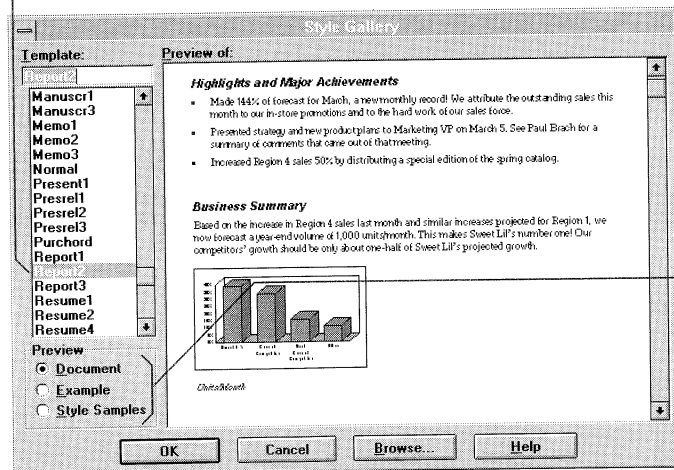 Style Gallery
Template:
Preview of:
Report2
Manuscr1
Manuscr3
Memo1
Memo2
Memo3
Normal
Present1
Presrel1
Presrel2
Presrel3
Purchord
Report1
Report2
Report3
Resume1
Resume2
Resume4
Preview
Document
Example
Style Samples
Highlights and Major Achievements
Made 144% of forecast for March, a new monthly record! We attribute the outstanding sales this
month to our in-store promotions and to the hard work of our sales force.
Presented strategy and new product plans to Marketing VP on March 5. See Paul Brach for a
summary of comments that came out of that meeting.
Increased Region 4 sales 50% by distributing a special edition of the spring catalog.
Business Summary
Based on the increase in Region 4 sales last month and similar increases projected for Region 1, we
now forecast a year-end volume of 1,000 units/month. This makes Sweet Lil's number one! Our
competitors' growth should be only about one-half of Sweet Lil's projected growth.
Units/Month
OK
Cancel
Browse...
Help